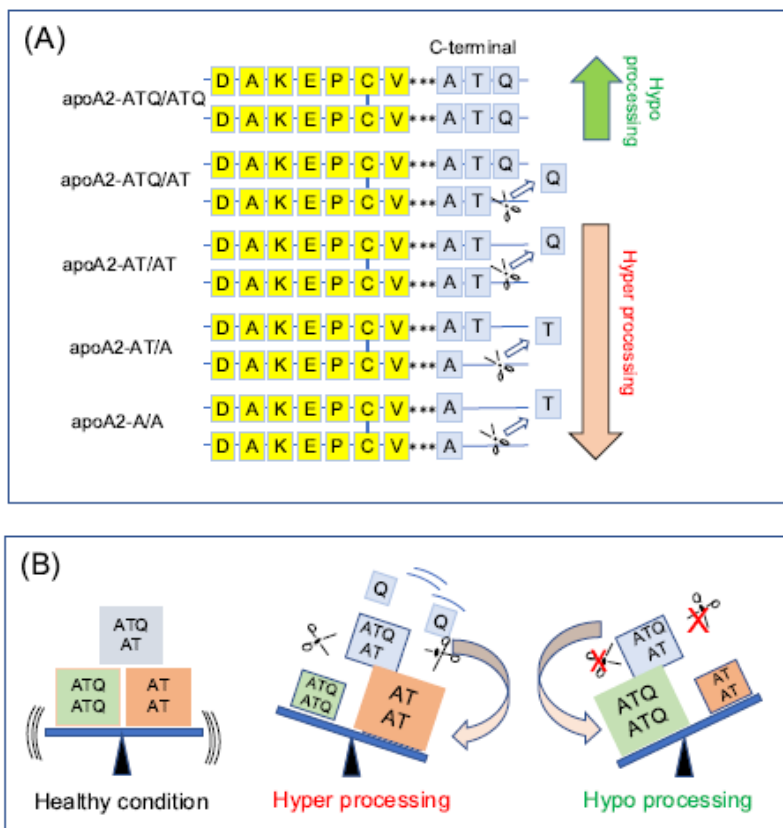 (A)
C-terminal
apoA2-ATQ/ATQ
D A K E P C V *** A T Q
D A K E P C V *** A T Q
apoA2-ATQ/AT
D A K E P C V *** A T Q
D A K E P C V *** A T
Q
apoA2-AT/AT
D A K E P C V *** A T
D A K E P C V *** A T
Q
apoA2-AT/A
D A K E P C V *** A T
D A K E P C V *** A
T
apoA2-A/A
D A K E P C V *** A
D A K E P C V *** A
T
Hypo
processing
Hyper processing
(B)
ATQ
AT
ATQ
ATQ
AT
AT
Healthy condition
Q
Q
ATQ
AT
ATQ
ATQ
AT
AT
Hyper processing
ATQ
AT
ATQ
ATQ
AT
AT
Hypo processing